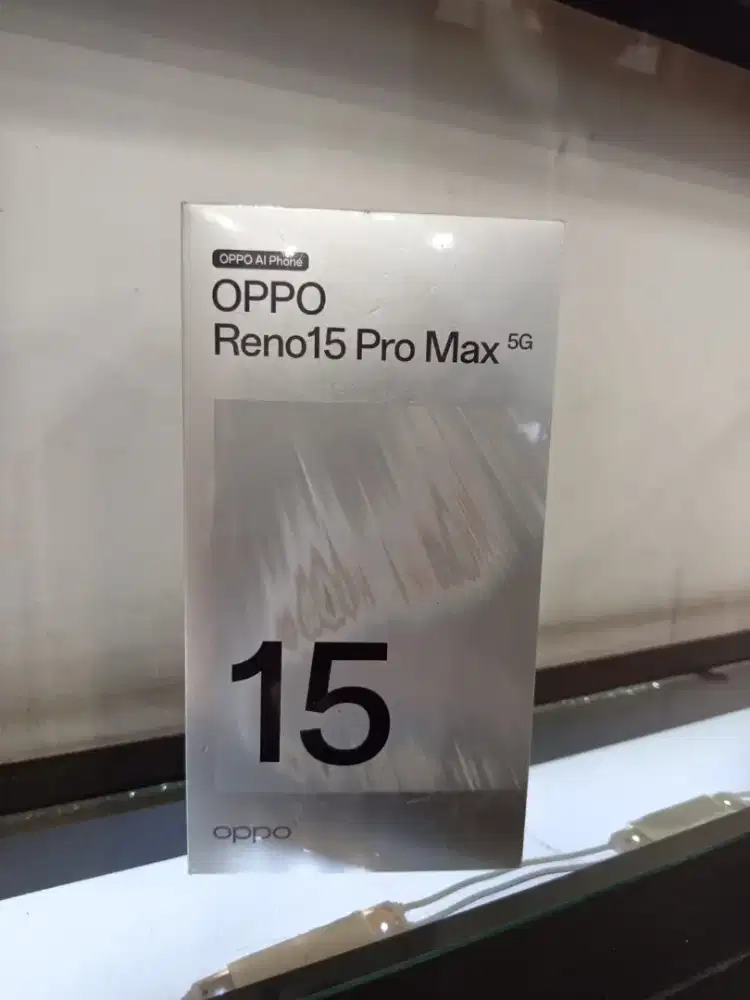 OPPO AI Phone
OPPO
Reno15 Pro Max 5G
15
oppo